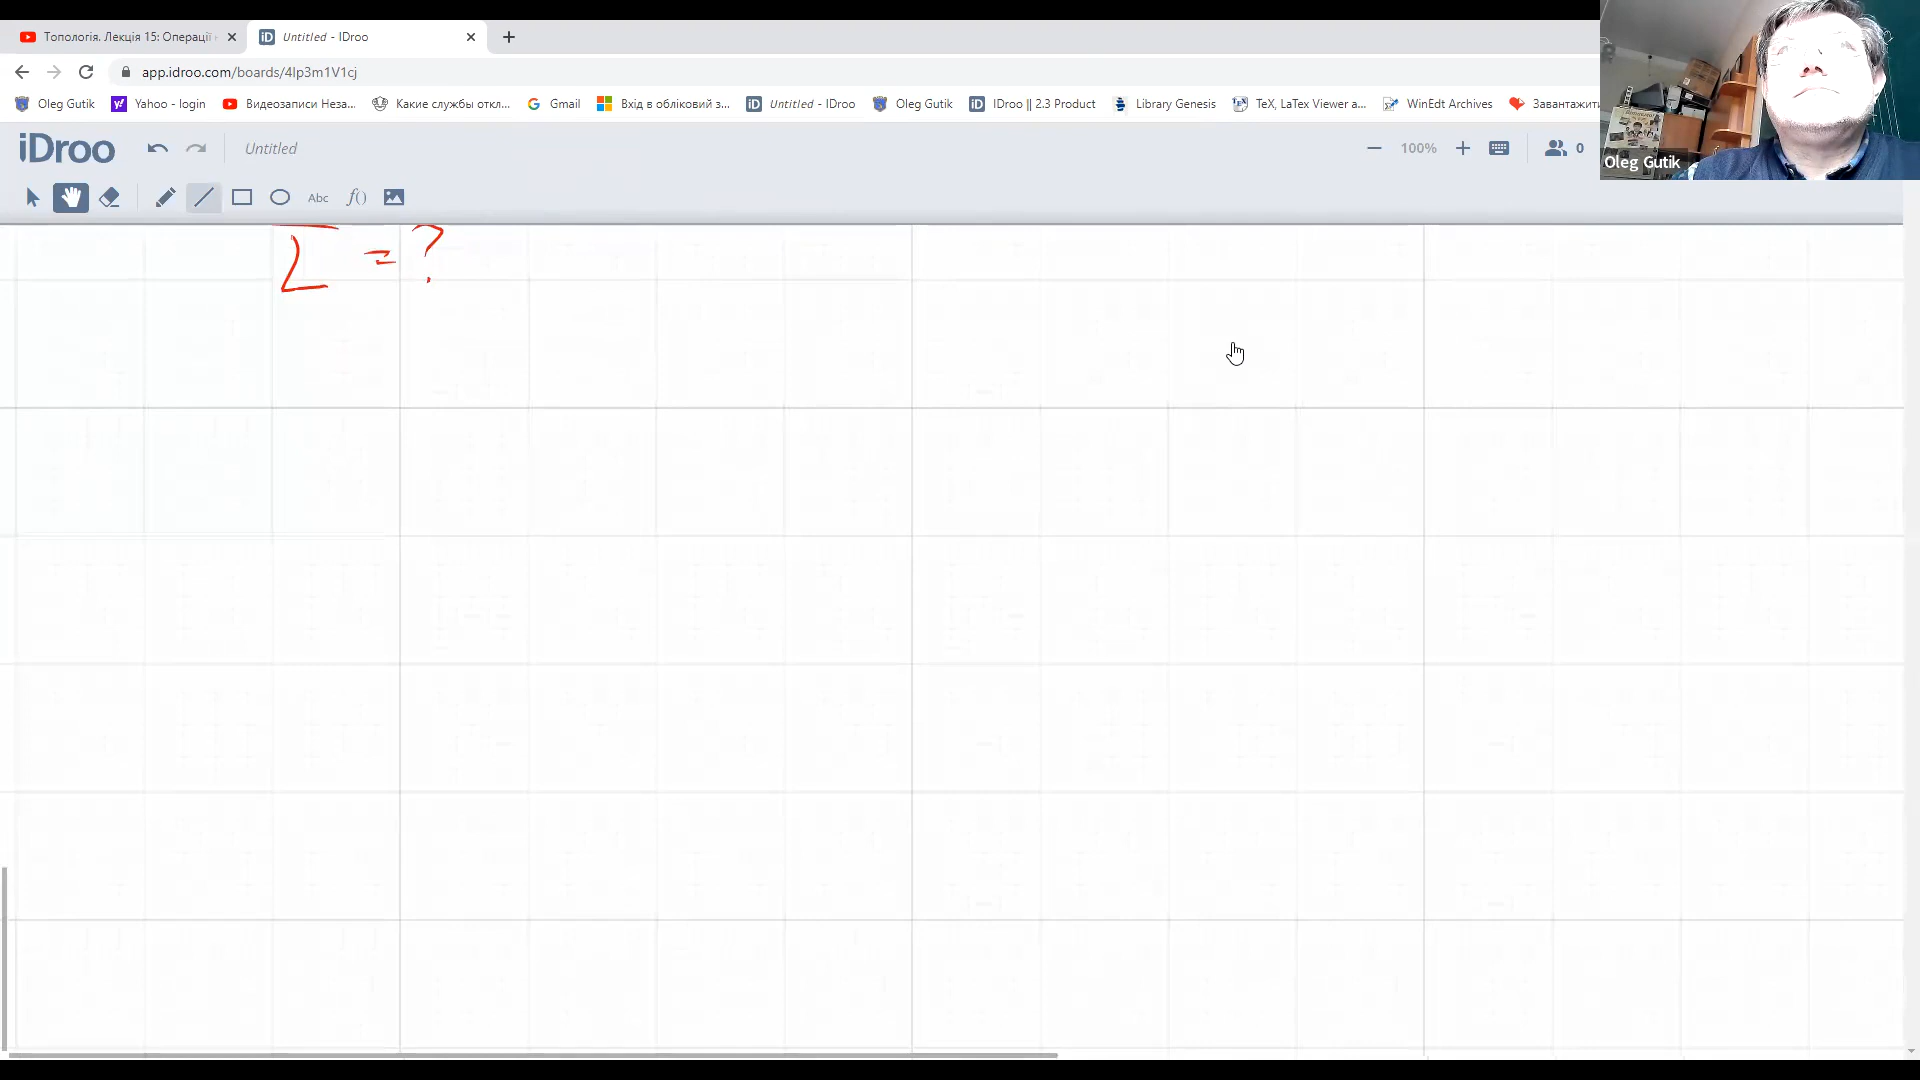 Топологія. Лекція 15: Операції
Untitled - IDroo
app.idroo.com/boards/4lp3m1V1cj
Oleg Gutik
Yahoo - login
Видеозаписи Неза...
Какие службы откл...
Gmail
Вхід в обліковий з...
Untitled - IDroo
Oleg Gutik
IDroo || 2.3 Product
Library Genesis
TeX, LaTex Viewer a...
WinEdt Archives
Завантажити
Oleg Gutik
iDroo
Untitled
100%
0
Abc
f()
L̅ = ?